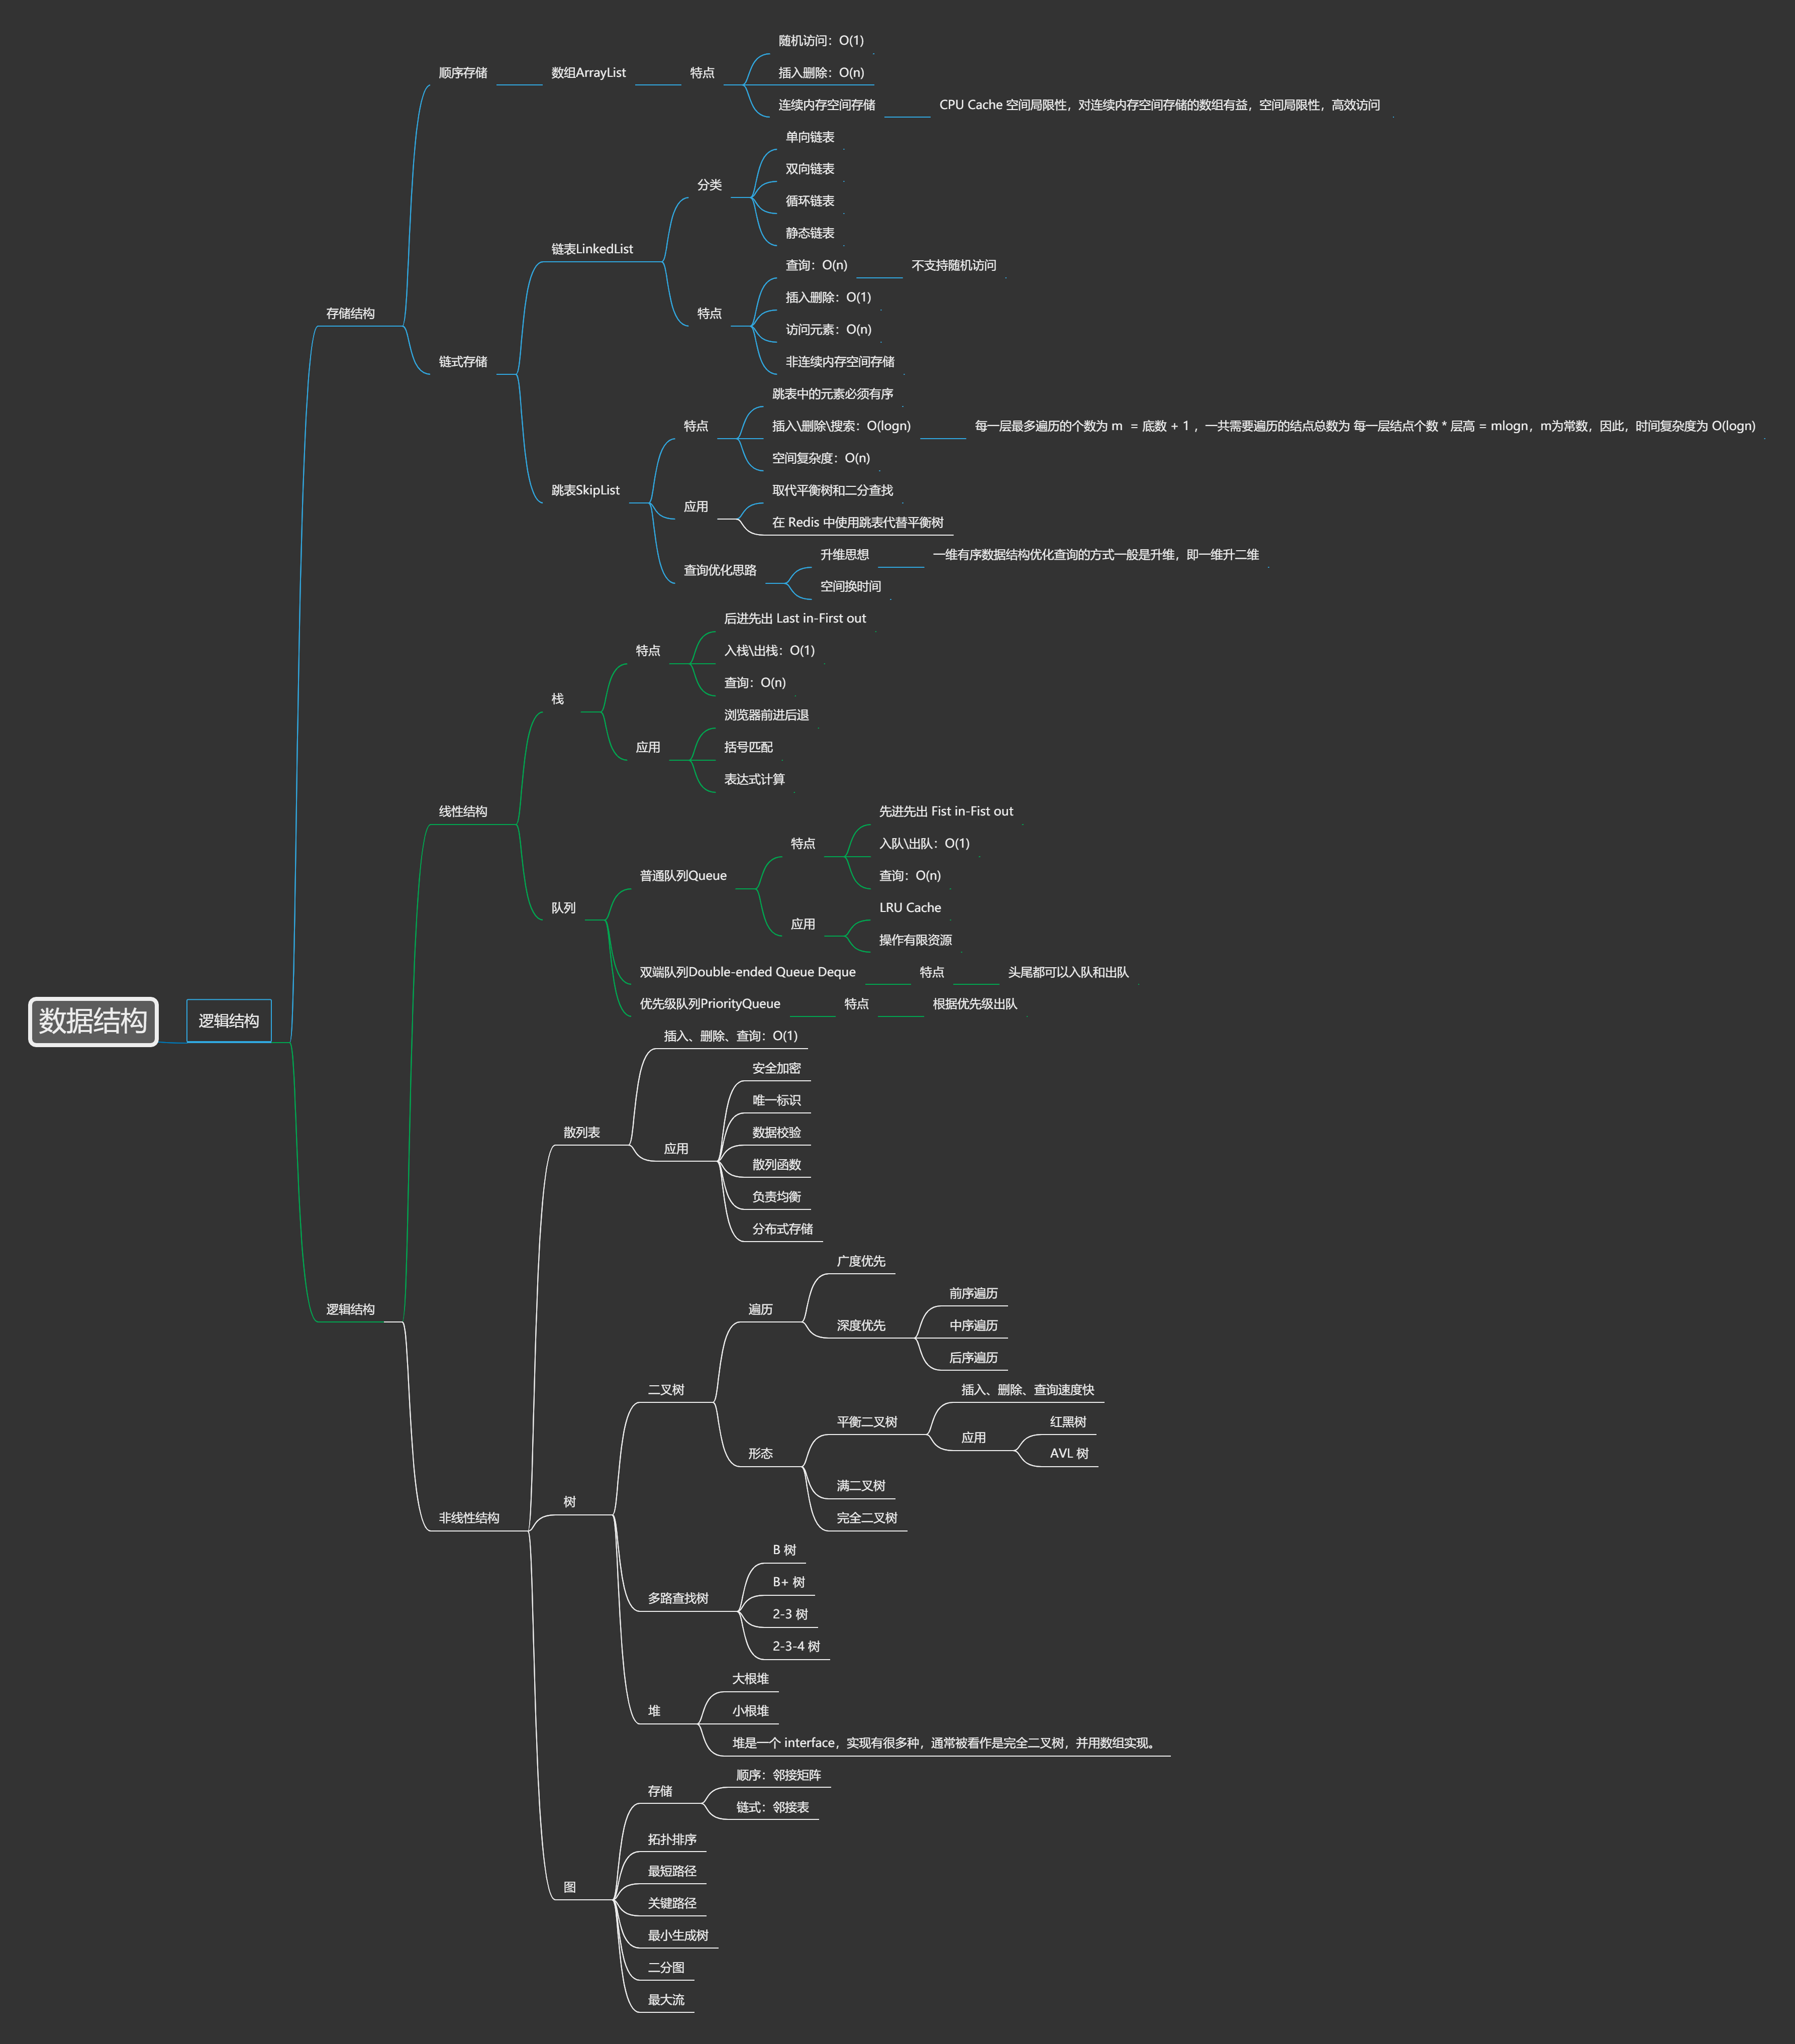 数据结构
逻辑结构
存储结构
顺序存储
数组ArrayList
特点
随机访问：O(1)
插入删除：O(n)
连续内存空间存储
CPU Cache 空间局限性，对连续内存空间存储的数组有益，空间局限性，高效访问
链式存储
链表LinkedList
分类
单向链表
双向链表
循环链表
静态链表
特点
查询：O(n)
不支持随机访问
插入删除：O(1)
访问元素：O(n)
非连续内存空间存储
跳表SkipList
特点
跳表中的元素必须有序
插入\删除\搜索：O(logn)
每一层最多遍历的个数为 m = 底数 + 1 ，一共需要遍历的结点总数为 每一层结点个数 * 层高 = mlogn，m为常数，因此，时间复杂度为 O(logn)
空间复杂度：O(n)
应用
取代平衡树和二分查找
在 Redis 中使用跳表代替平衡树
查询优化思路
升维思想
一维有序数据结构优化查询的方式一般是升维，即一维升二维
空间换时间
逻辑结构
线性结构
栈
特点
后进先出 Last in-First out
入栈\出栈：O(1)
查询：O(n)
应用
浏览器前进后退
括号匹配
表达式计算
队列
普通队列Queue
特点
先进先出 Fist in-Fist out
入队\出队：O(1)
查询：O(n)
应用
LRU Cache
操作有限资源
双端队列Double-ended Queue Deque
特点
头尾都可以入队和出队
优先级队列PriorityQueue
特点
根据优先级出队
非线性结构
散列表
插入、删除、查询：O(1)
应用
安全加密
唯一标识
数据校验
散列函数
负责均衡
分布式存储
树
二叉树
遍历
广度优先
深度优先
前序遍历
中序遍历
后序遍历
形态
平衡二叉树
插入、删除、查询速度快
应用
红黑树
AVL 树
满二叉树
完全二叉树
多路查找树
B 树
B+ 树
2-3 树
2-3-4 树
堆
大根堆
小根堆
堆是一个 interface，实现有很多种，通常被看作是完全二叉树，并用数组实现。
图
存储
顺序：邻接矩阵
链式：邻接表
拓扑排序
最短路径
关键路径
最小生成树
二分图
最大流